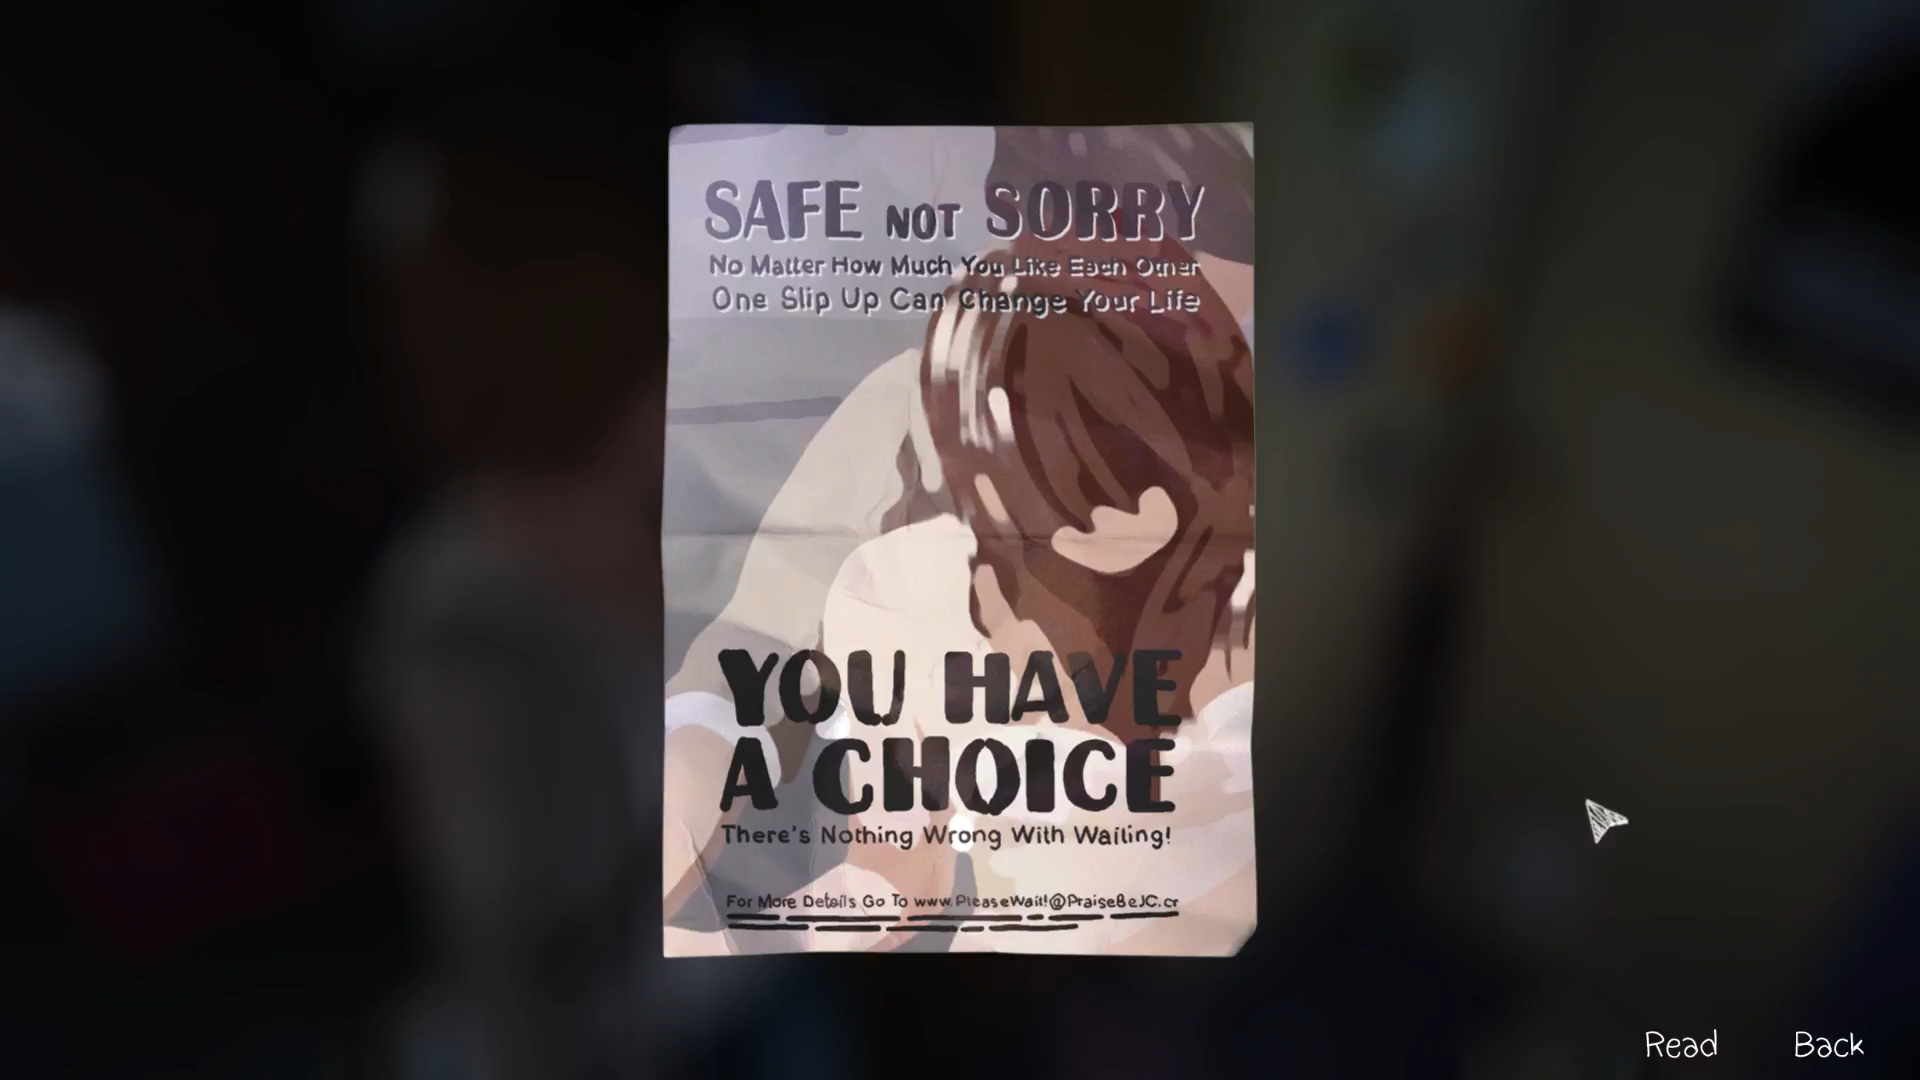 SAFE NOT SORRY
No Matter How Much You Like Each Other
One Slip Up Can Change Your Life
YOU HAVE
A CHOICE
There's Nothing Wrong With Waiting!
For More Details Go To www.PleaseWait!@PraiseBeJC.cr
Read
Back